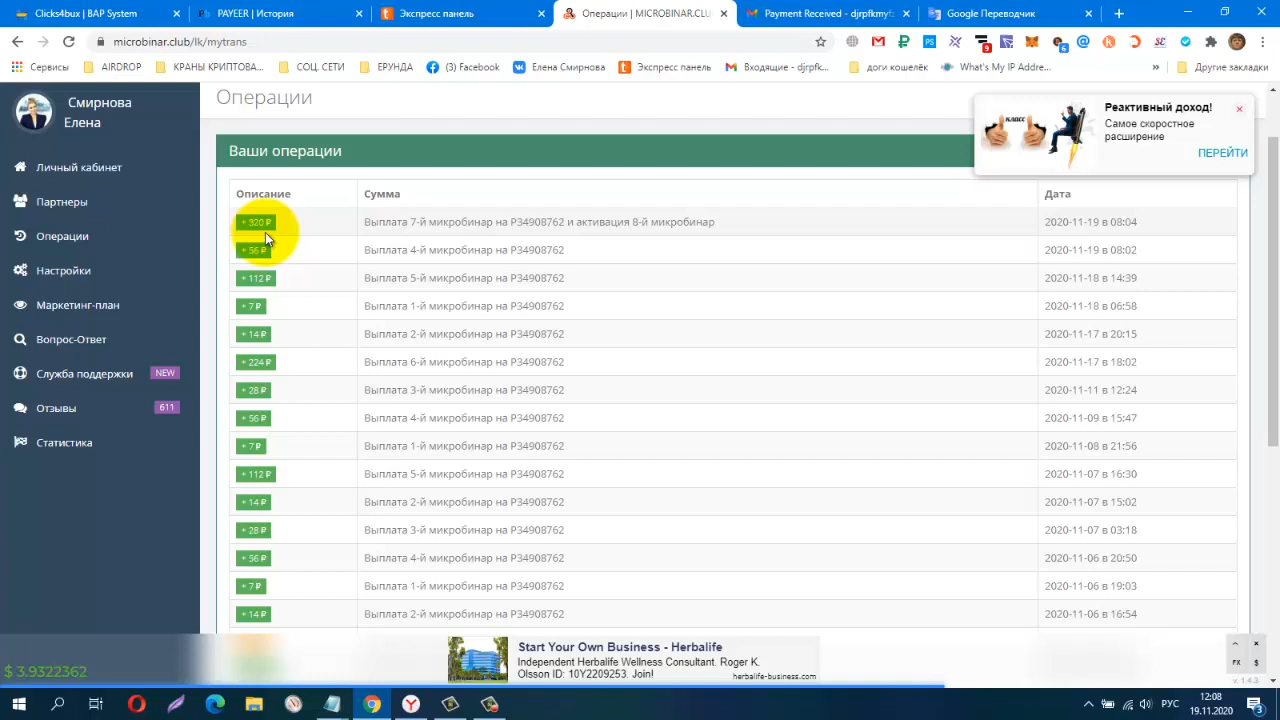 Clicks4bux | BAP System
PAYEER | История
Экспресс панель
Операции | MICROBINAR.CLU
Payment Received - djrpfkmyf
Google Переводчик
microbinar.club/lk/mytrans
9
6
Сервисы
AIRDROP
КРАНЫ КРИПТОВА...
СОЦ. СЕТИ
ЕРУНДА
(3) Facebook
Елена Смирнова
Экспресс панель
Входящие - djrpfk...
доги кошелёк
What's My IP Addre...
»
Другие закладки
Смирнова
Елена
Личный кабинет
Партнеры
Операции
Настройки
Маркетинг-план
Вопрос-Ответ
Служба поддержки NEW
Отзывы 611
Статистика
Операции
Реактивный доход!
Самое скоростное
расширение
ПЕРЕЙТИ
КЛАСС
Ваши операции
Описание Сумма Дата
+ 320 ₽ Выплата 7-й микробинар на P34908762 и активация 8-й микробинар 2020-11-19 в 08:04
+ 56 ₽ Выплата 4-й микробинар на P34908762 2020-11-19 в 08:02
+ 112 ₽ Выплата 5-й микробинар на P34908762 2020-11-18 в 14:39
+ 7 ₽ Выплата 1-й микробинар на P34908762 2020-11-18 в 06:58
+ 14 ₽ Выплата 2-й микробинар на P34908762 2020-11-17 в 20:15
+ 224 ₽ Выплата 6-й микробинар на P34908762 2020-11-17 в 18:02
+ 28 ₽ Выплата 3-й микробинар на P34908762 2020-11-11 в 12:24
+ 56 ₽ Выплата 4-й микробинар на P34908762 2020-11-09 в 15:47
+ 7 ₽ Выплата 1-й микробинар на P34908762 2020-11-08 в 21:56
+ 112 ₽ Выплата 5-й микробинар на P34908762 2020-11-07 в 16:30
+ 14 ₽ Выплата 2-й микробинар на P34908762 2020-11-07 в 15:02
+ 28 ₽ Выплата 3-й микробинар на P34908762 2020-11-07 в 03:18
+ 56 ₽ Выплата 4-й микробинар на P34908762 2020-11-06 в 20:50
+ 7 ₽ Выплата 1-й микробинар на P34908762 2020-11-06 в 19:03
+ 14 ₽ Выплата 2-й микробинар на P34908762 2020-11-06 в 16:54
$ 3.9322362
Start Your Own Business - Herbalife
Independent Herbalife Wellness Consultant. Roger K.
Olsson ID: 10Y2209253. Join!
herbalife-business.com
FX $
v: 1.4.3
РУС
12:08
19.11.2020
3